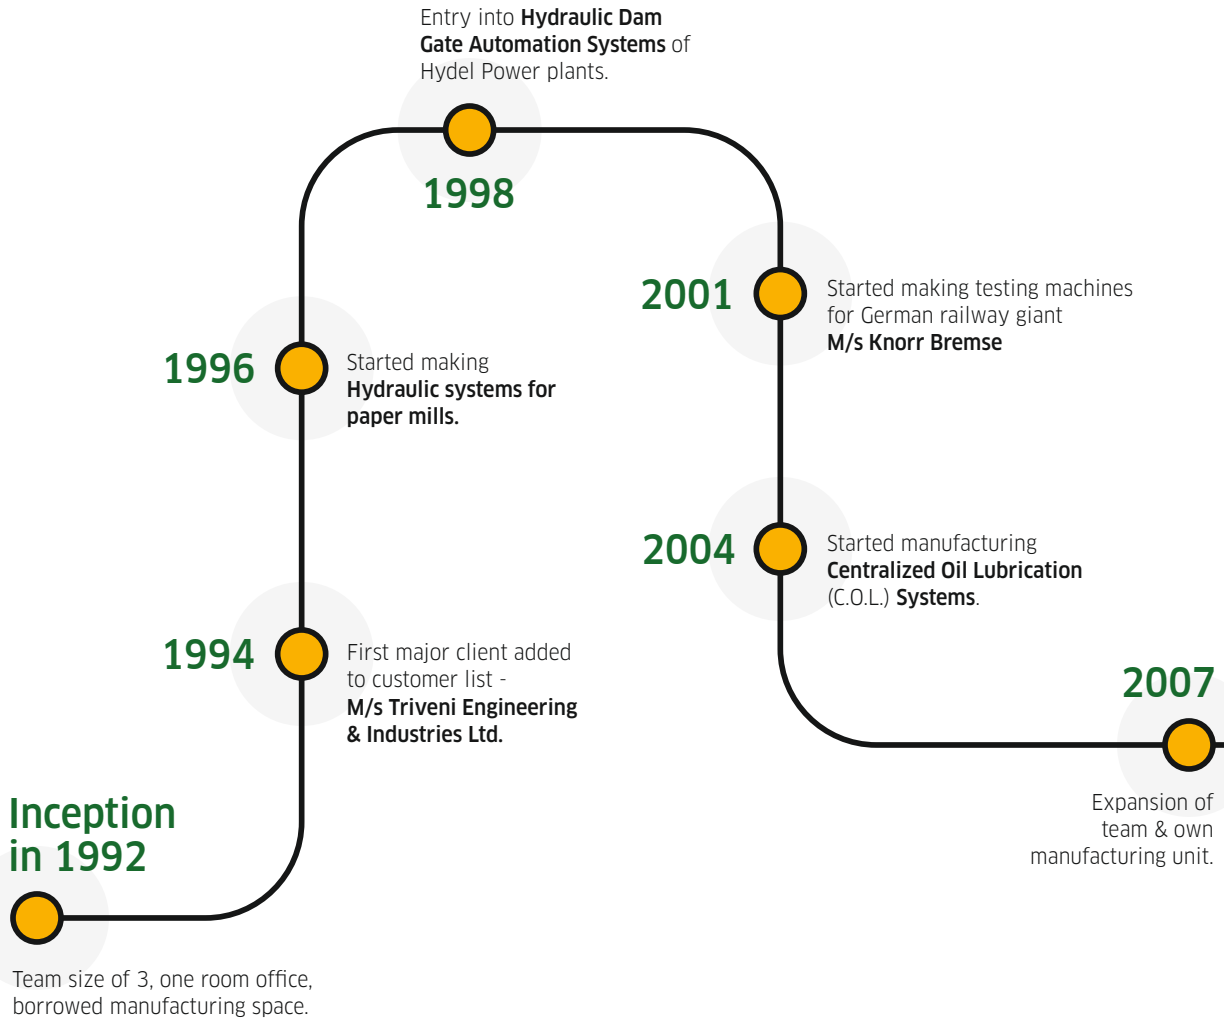 Entry into Hydraulic Dam
Gate Automation Systems of
Hydel Power plants.
1998
2001
Started making testing machines
for German railway giant
M/s Knorr Bremse
1996
Started making
Hydraulic systems for
paper mills.
2004
Started manufacturing
Centralized Oil Lubrication
(C.O.L.) Systems.
1994
First major client added
to customer list -
M/s Triveni Engineering
& Industries Ltd.
2007
Expansion of
team & own
manufacturing unit.
Inception
in 1992
Team size of 3, one room office,
borrowed manufacturing space.